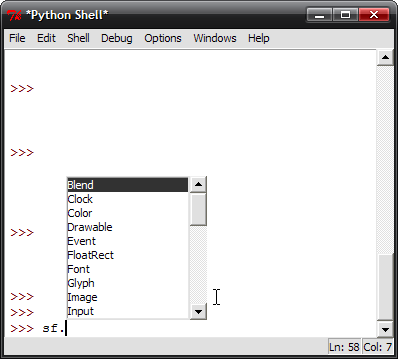 *Python Shell*
File Edit Shell Debug Options Windows Help
>>>
>>>
Blend
Clock
Color
Drawable
Event
FloatRect
Font
Glyph
Image
Input
>>>
>>>
>>>
>>> sf.
Ln: 58 Col: 7